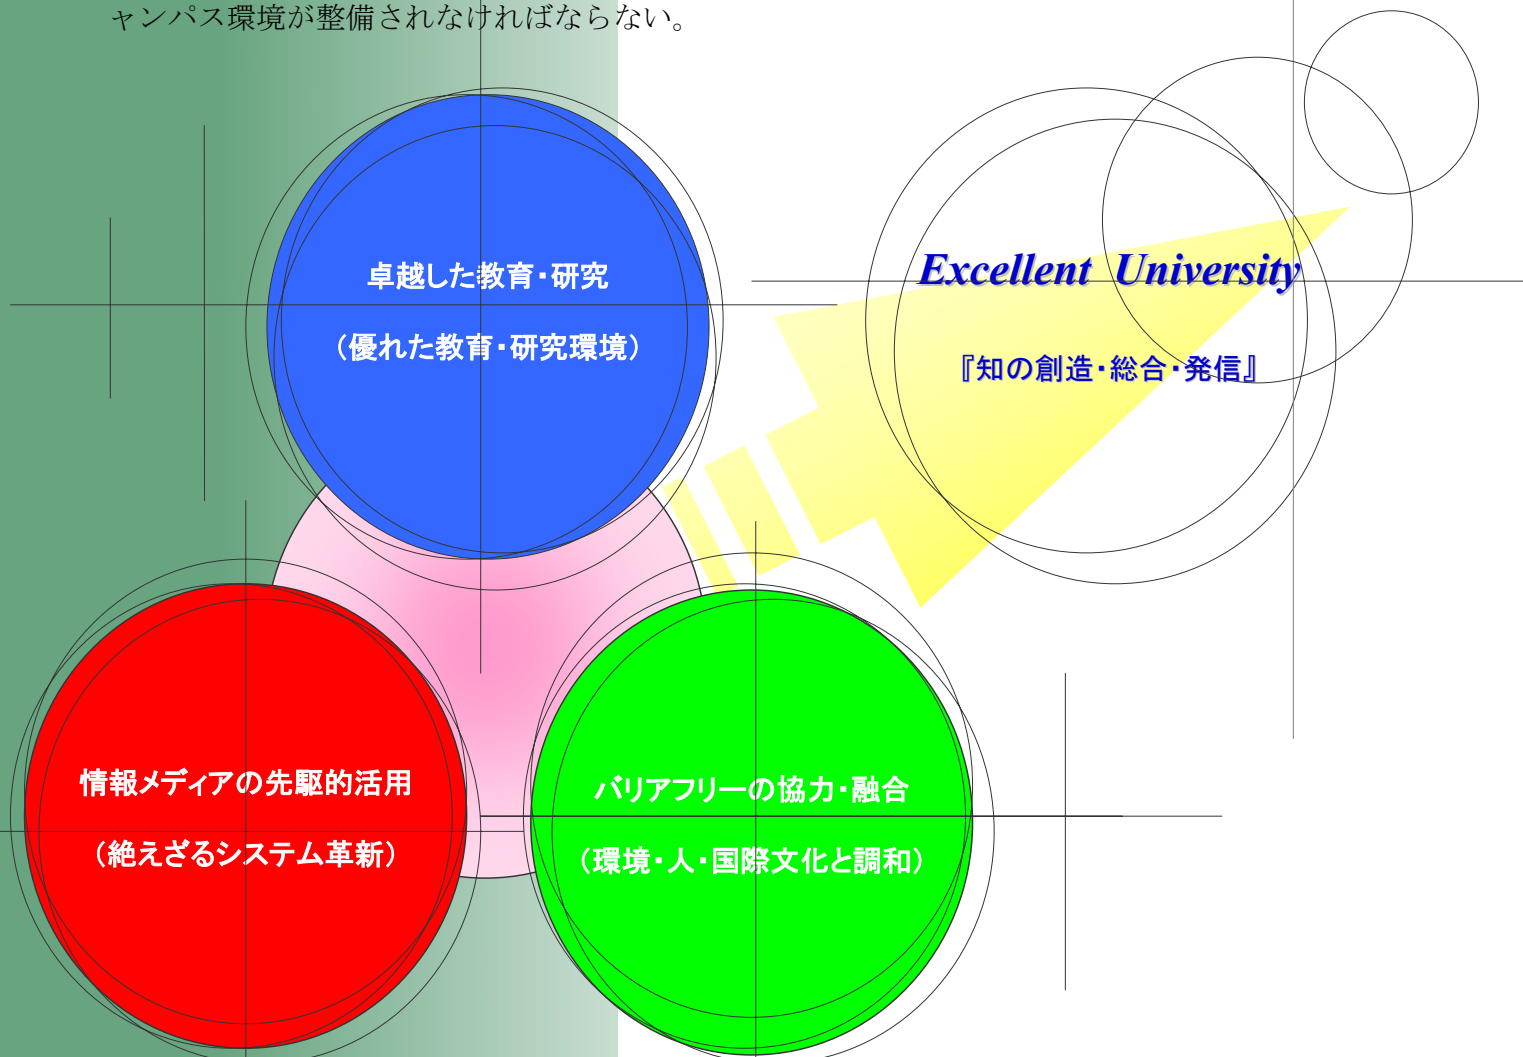 ャンパス環境が整備されなければならない。
卓越した教育・研究
（優れた教育・研究環境）
Excellent University
『知の創造・総合・発信』
情報メディアの先駆的活用
（絶えざるシステム革新）
バリアフリーの協力・融合
（環境・人・国際文化と調和）